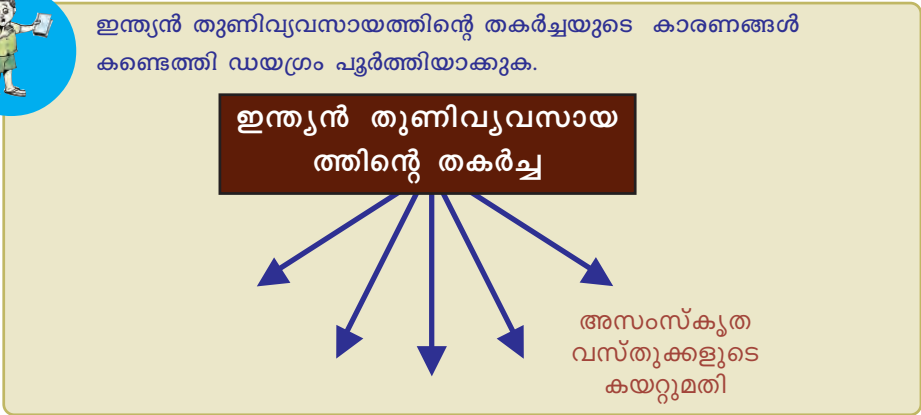 ഇന്ത്യൻ തുണിവ്യവസായത്തിന്റെ തകർച്ചയുടെ കാരണങ്ങൾ
കണ്ടെത്തി ഡയഗ്രം പൂർത്തിയാക്കുക.
ഇന്ത്യൻ തുണിവ്യവസായ
ത്തിന്റെ തകർച്ച
അസംസ്കൃത
വസ്തുക്കളുടെ
കയറ്റുമതി